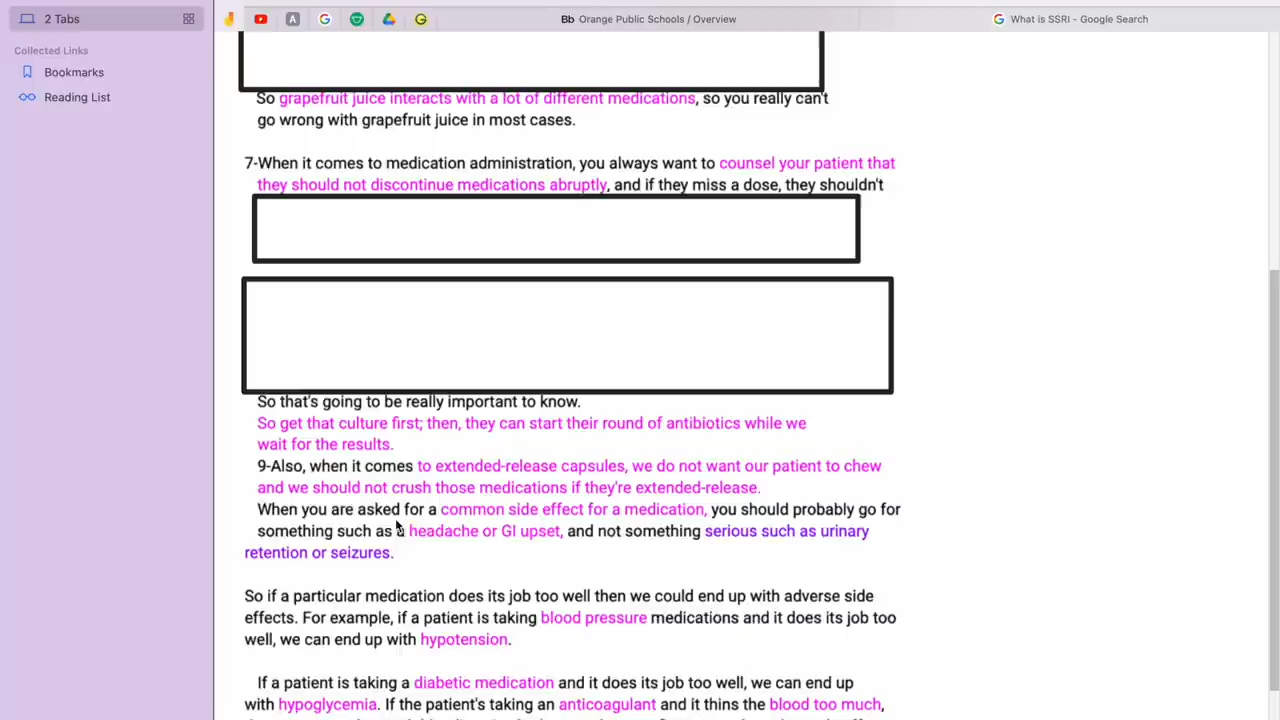 2 Tabs
Bb Orange Public Schools / Overview
What is SSRI - Google Search
Collected Links
Bookmarks
Reading List
So grapefruit juice interacts with a lot of different medications, so you really can't
go wrong with grapefruit juice in most cases.
7-When it comes to medication administration, you always want to counsel your patient that
they should not discontinue medications abruptly, and if they miss a dose, they shouldn't
So that's going to be really important to know.
So get that culture first; then, they can start their round of antibiotics while we
wait for the results.
9-Also, when it comes to extended-release capsules, we do not want our patient to chew
and we should not crush those medications if they're extended-release.
When you are asked for a common side effect for a medication, you should probably go for
something such as a headache or GI upset, and not something serious such as urinary
retention or seizures.
So if a particular medication does its job too well then we could end up with adverse side
effects. For example, if a patient is taking blood pressure medications and it does its job too
well, we can end up with hypotension.
If a patient is taking a diabetic medication and it does its job too well, we can end up
with hypoglycemia. If the patient's taking an anticoagulant and it thins the blood too much,